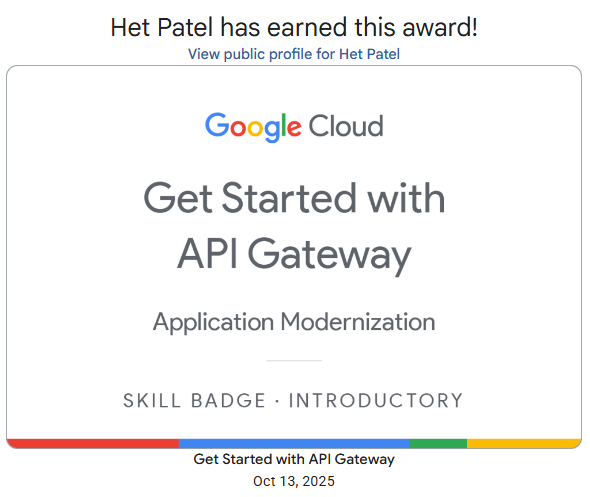 Het Patel has earned this award!
View public profile for Het Patel
Google Cloud
Get Started with
API Gateway
Application Modernization
SKILL BADGE · INTRODUCTORY
Get Started with API Gateway
Oct 13, 2025